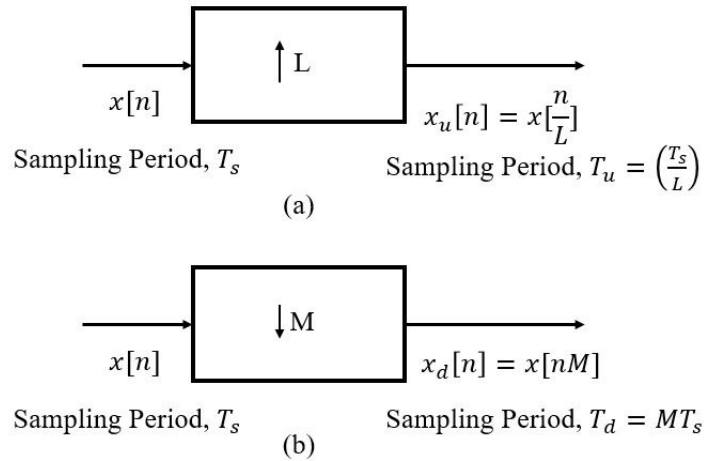 ↑ L
x[n]
x_u[n] = x[n/L]
Sampling Period, T_s
Sampling Period, T_u = (T_s/L)
(a)
↓ M
x[n]
x_d[n] = x[nM]
Sampling Period, T_s
Sampling Period, T_d = MT_s
(b)